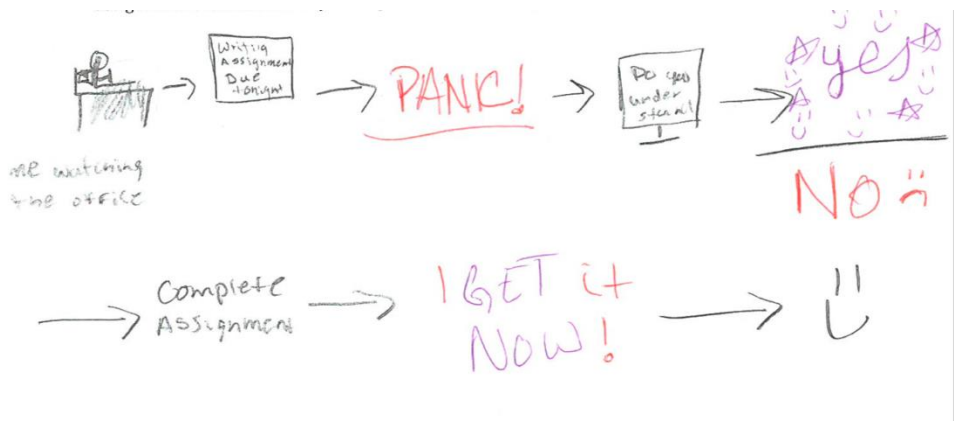 Writing
Assignment
Due
tonight
PANIC!
Do you
under
stand
yes
NO
me watching
the office
Complete
Assignment
I GET it
NOW!